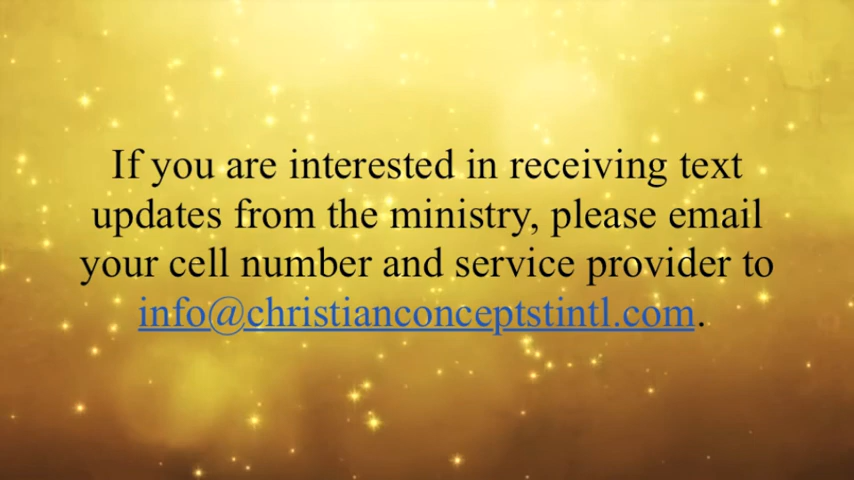 If you are interested in receiving text
updates from the ministry, please email
your cell number and service provider to
info@christianconceptstintl.com.